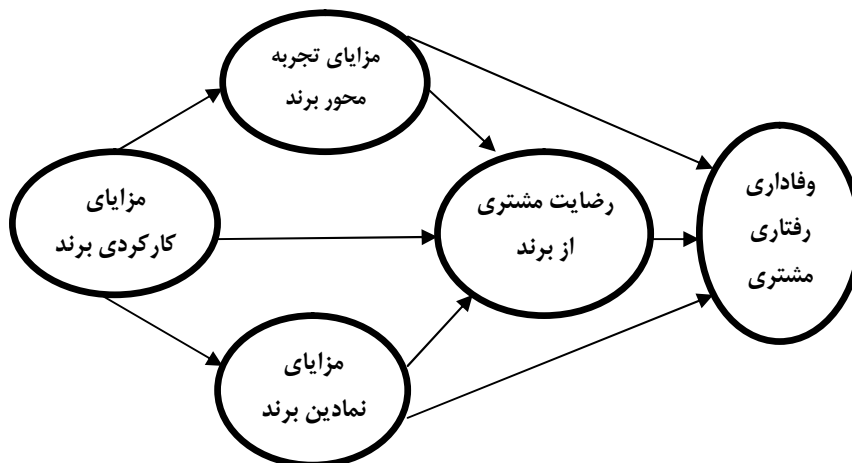 مزایای تجربه
محور برند
وفاداری
رفتاری
مشتری
رضایت مشتری
از برند
مزایای
کارکردی برند
مزایای
نمادین برند